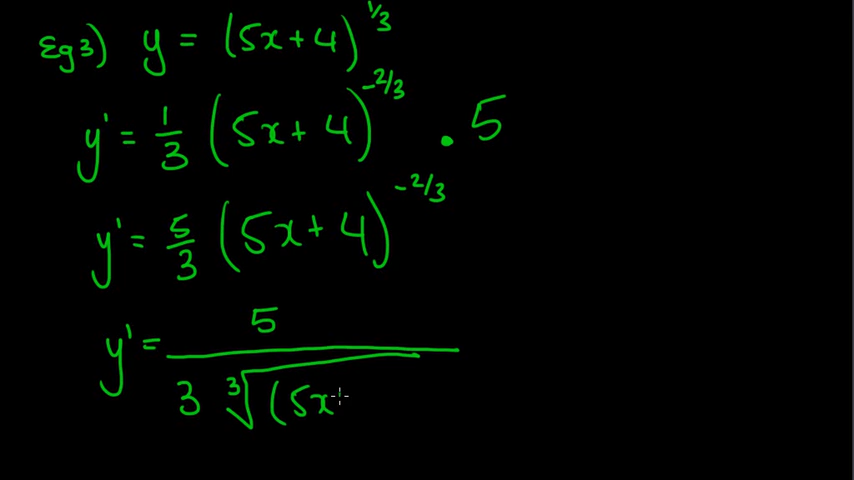 Eg3) y = (5x + 4)^1/3
y' = 1/3 (5x + 4)^-2/3 . 5
y' = 5/3 (5x + 4)^-2/3
y' = 5 / 3 ∛(5x